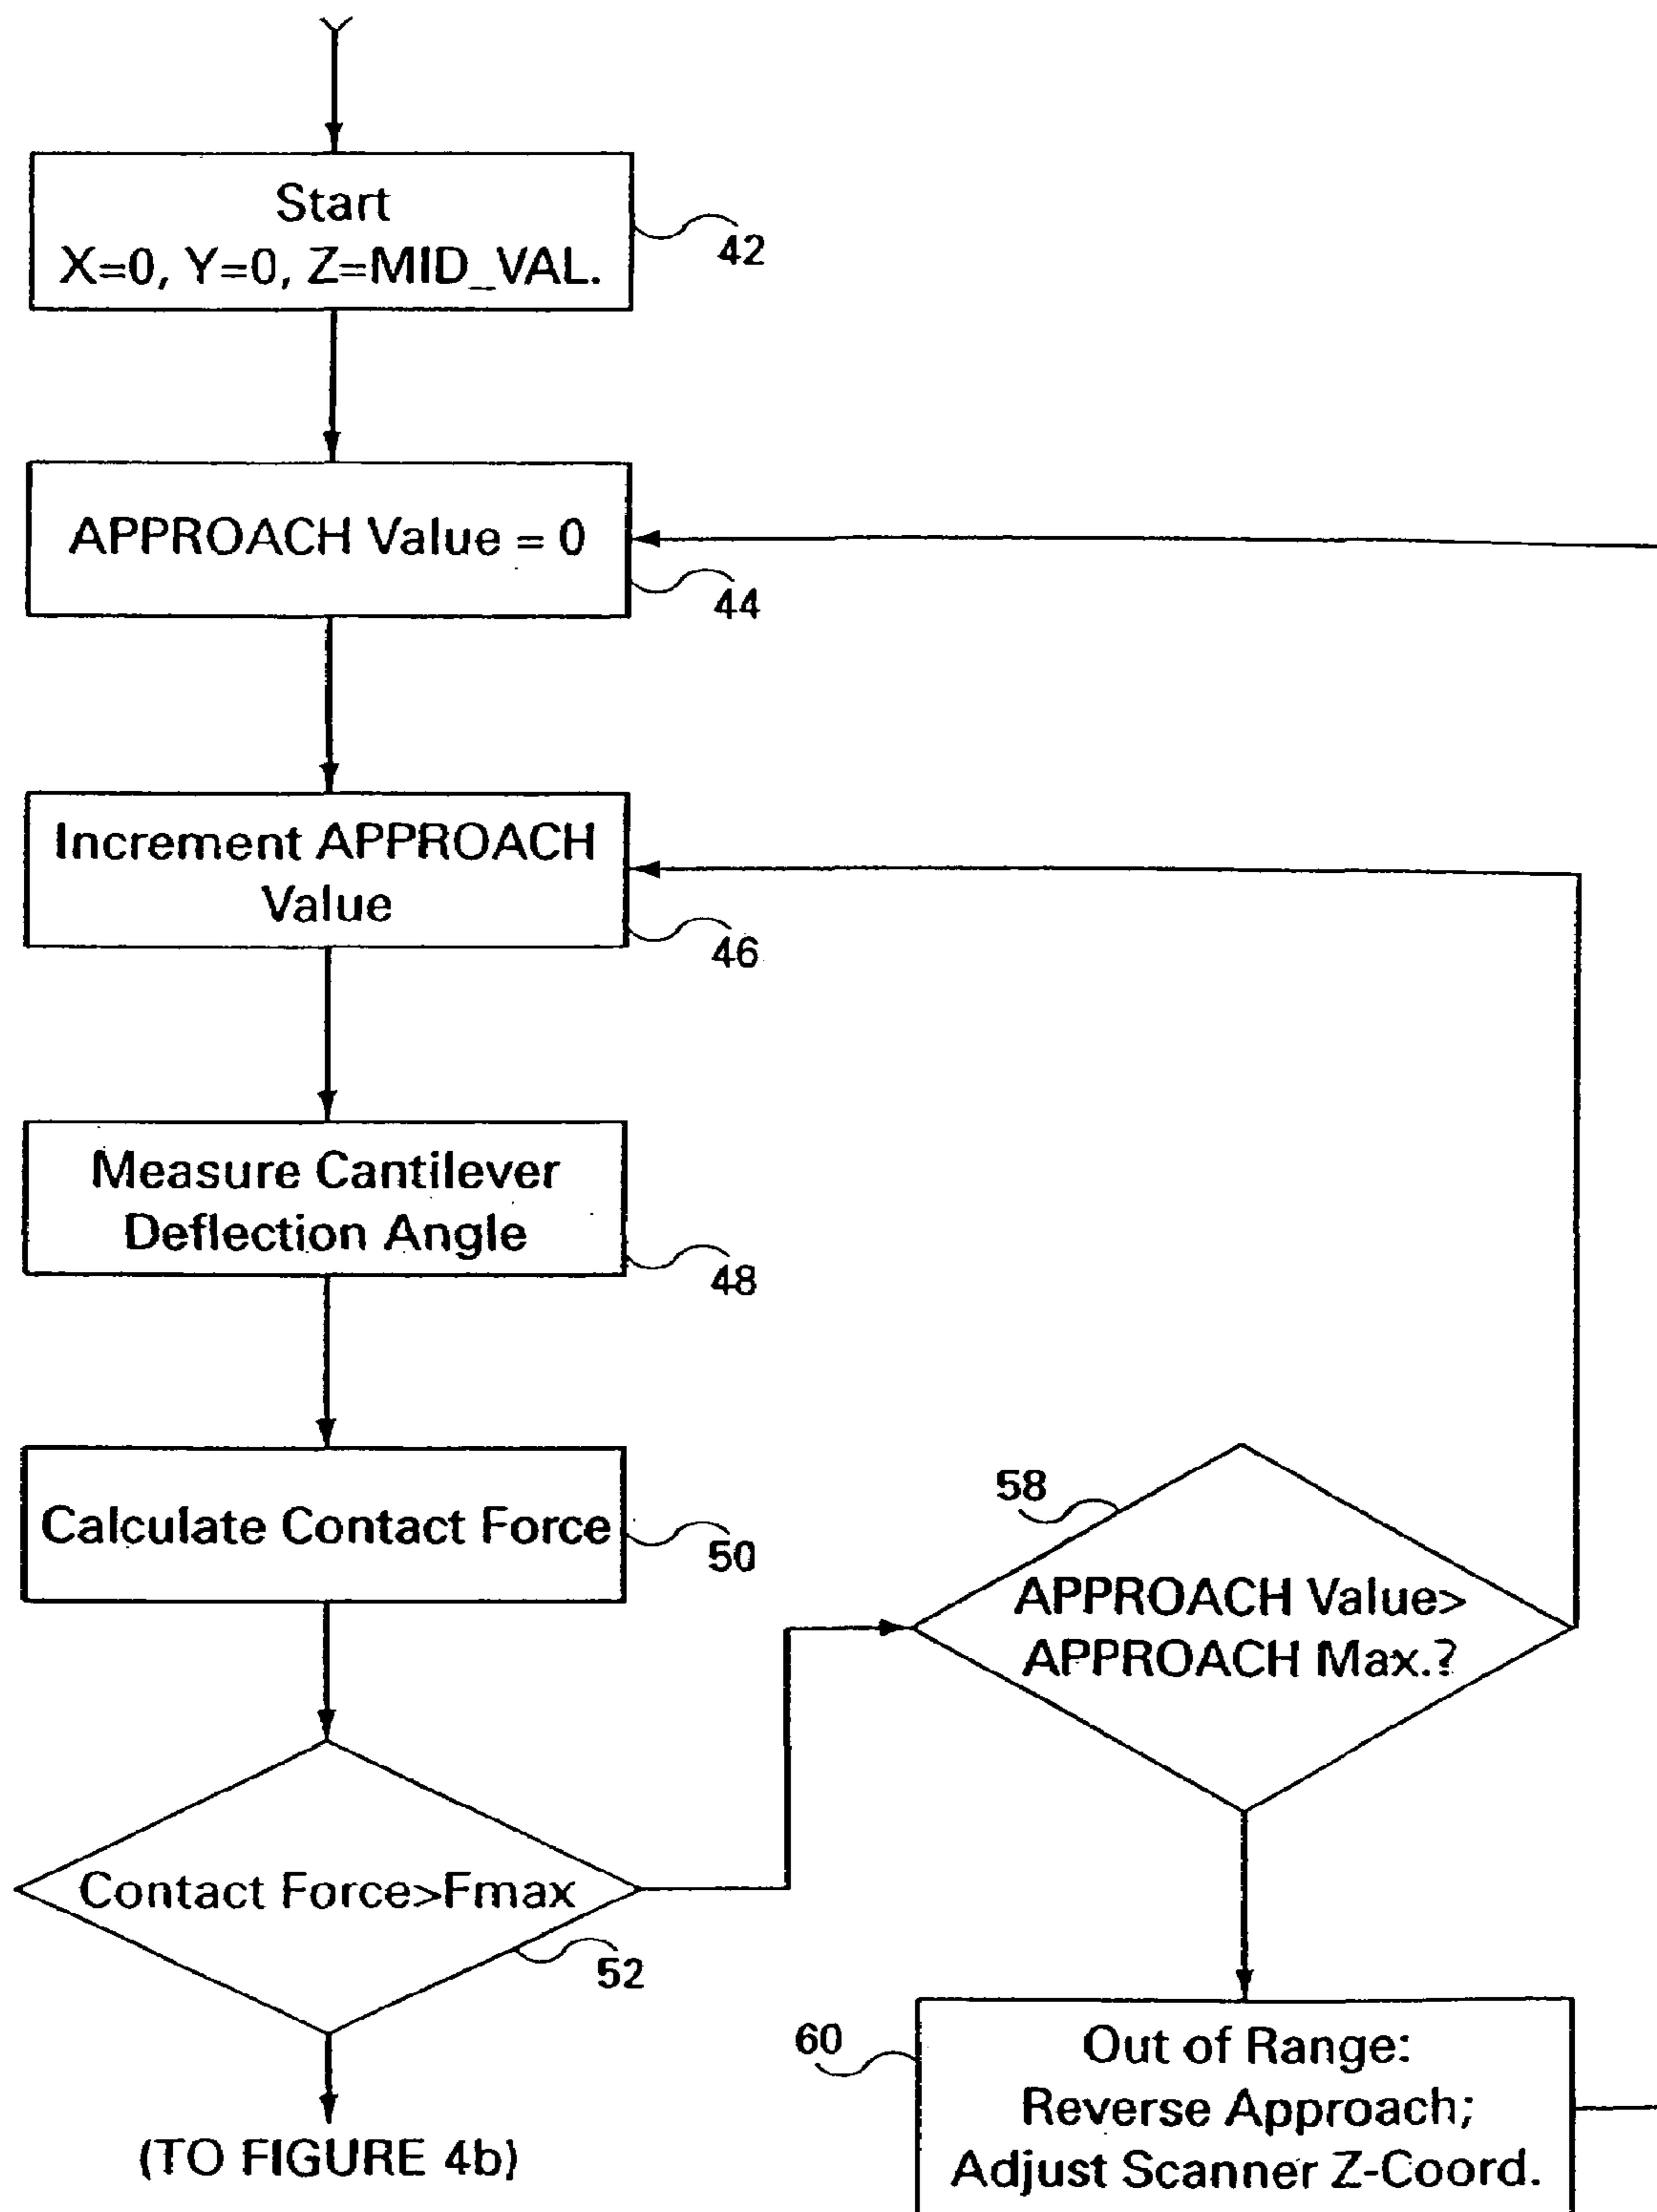 Start
X=0, Y=0, Z=MID_VAL.
42
APPROACH Value = 0
44
Increment APPROACH
Value
46
Measure Cantilever
Deflection Angle
48
Calculate Contact Force
50
Contact Force>Fmax
52
(TO FIGURE 4b)
58
APPROACH Value>
APPROACH Max.?
60
Out of Range:
Reverse Approach;
Adjust Scanner Z-Coord.